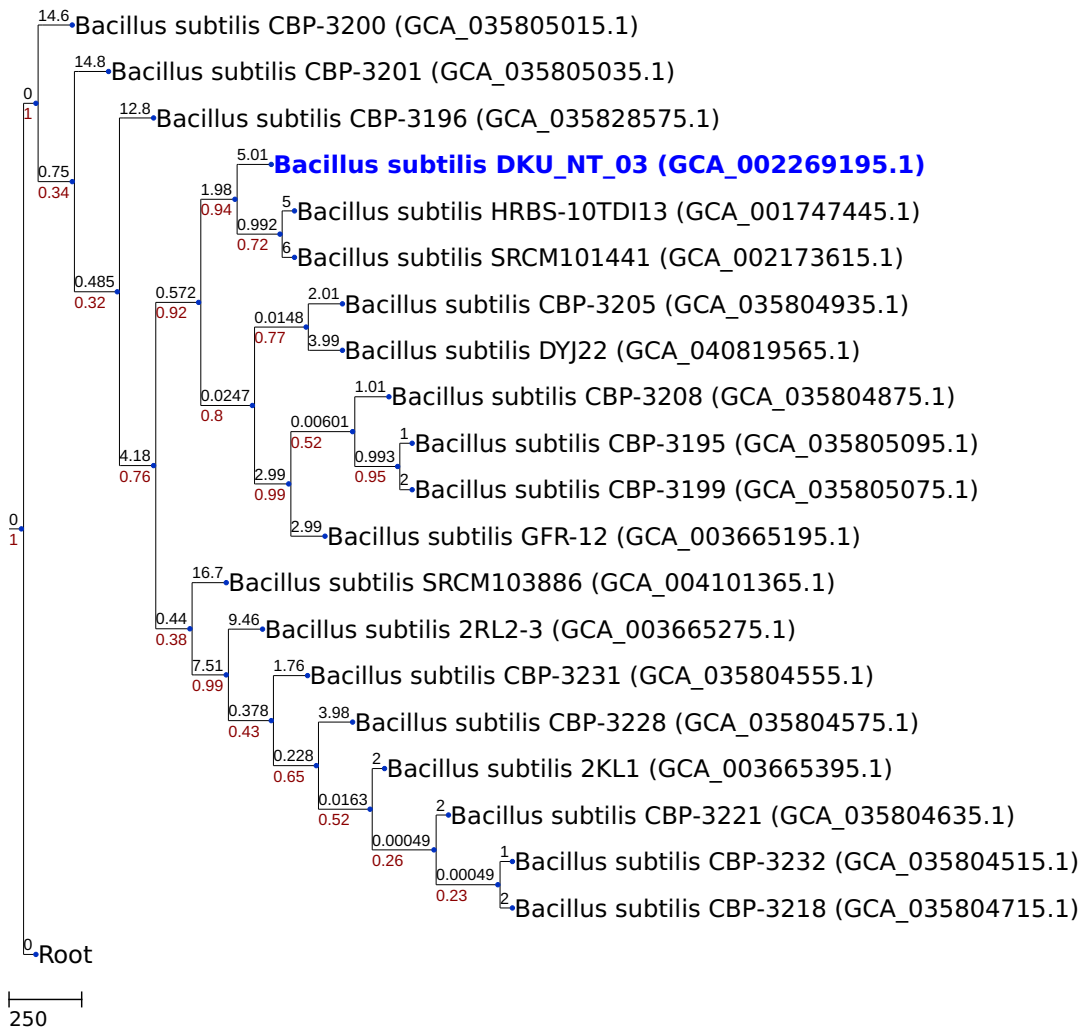 14.6
Bacillus subtilis CBP-3200 (GCA_035805015.1)
14.8
Bacillus subtilis CBP-3201 (GCA_035805035.1)
0
1
12.8
Bacillus subtilis CBP-3196 (GCA_035828575.1)
5.01
Bacillus subtilis DKU_NT_03 (GCA_002269195.1)
0.75
0.34
1.98
0.94
5
Bacillus subtilis HRBS-10TDI13 (GCA_001747445.1)
0.992
0.72
6
Bacillus subtilis SRCM101441 (GCA_002173615.1)
0.485
0.32
0.572
0.92
2.01
Bacillus subtilis CBP-3205 (GCA_035804935.1)
0.0148
0.77
3.99
Bacillus subtilis DYJ22 (GCA_040819565.1)
1.01
Bacillus subtilis CBP-3208 (GCA_035804875.1)
0.0247
0.8
0.00601
0.52
1
Bacillus subtilis CBP-3195 (GCA_035805095.1)
4.18
0.76
0.993
0.95
2.99
0.99
2
Bacillus subtilis CBP-3199 (GCA_035805075.1)
0
1
2.99
Bacillus subtilis GFR-12 (GCA_003665195.1)
16.7
Bacillus subtilis SRCM103886 (GCA_004101365.1)
0.44
0.38
9.46
Bacillus subtilis 2RL2-3 (GCA_003665275.1)
7.51
0.99
1.76
Bacillus subtilis CBP-3231 (GCA_035804555.1)
0.378
0.43
3.98
Bacillus subtilis CBP-3228 (GCA_035804575.1)
0.228
0.65
2
Bacillus subtilis 2KL1 (GCA_003665395.1)
0.0163
0.52
2
Bacillus subtilis CBP-3221 (GCA_035804635.1)
0.00049
0.26
1
Bacillus subtilis CBP-3232 (GCA_035804515.1)
0.00049
0.23
2
Bacillus subtilis CBP-3218 (GCA_035804715.1)
0
Root
250